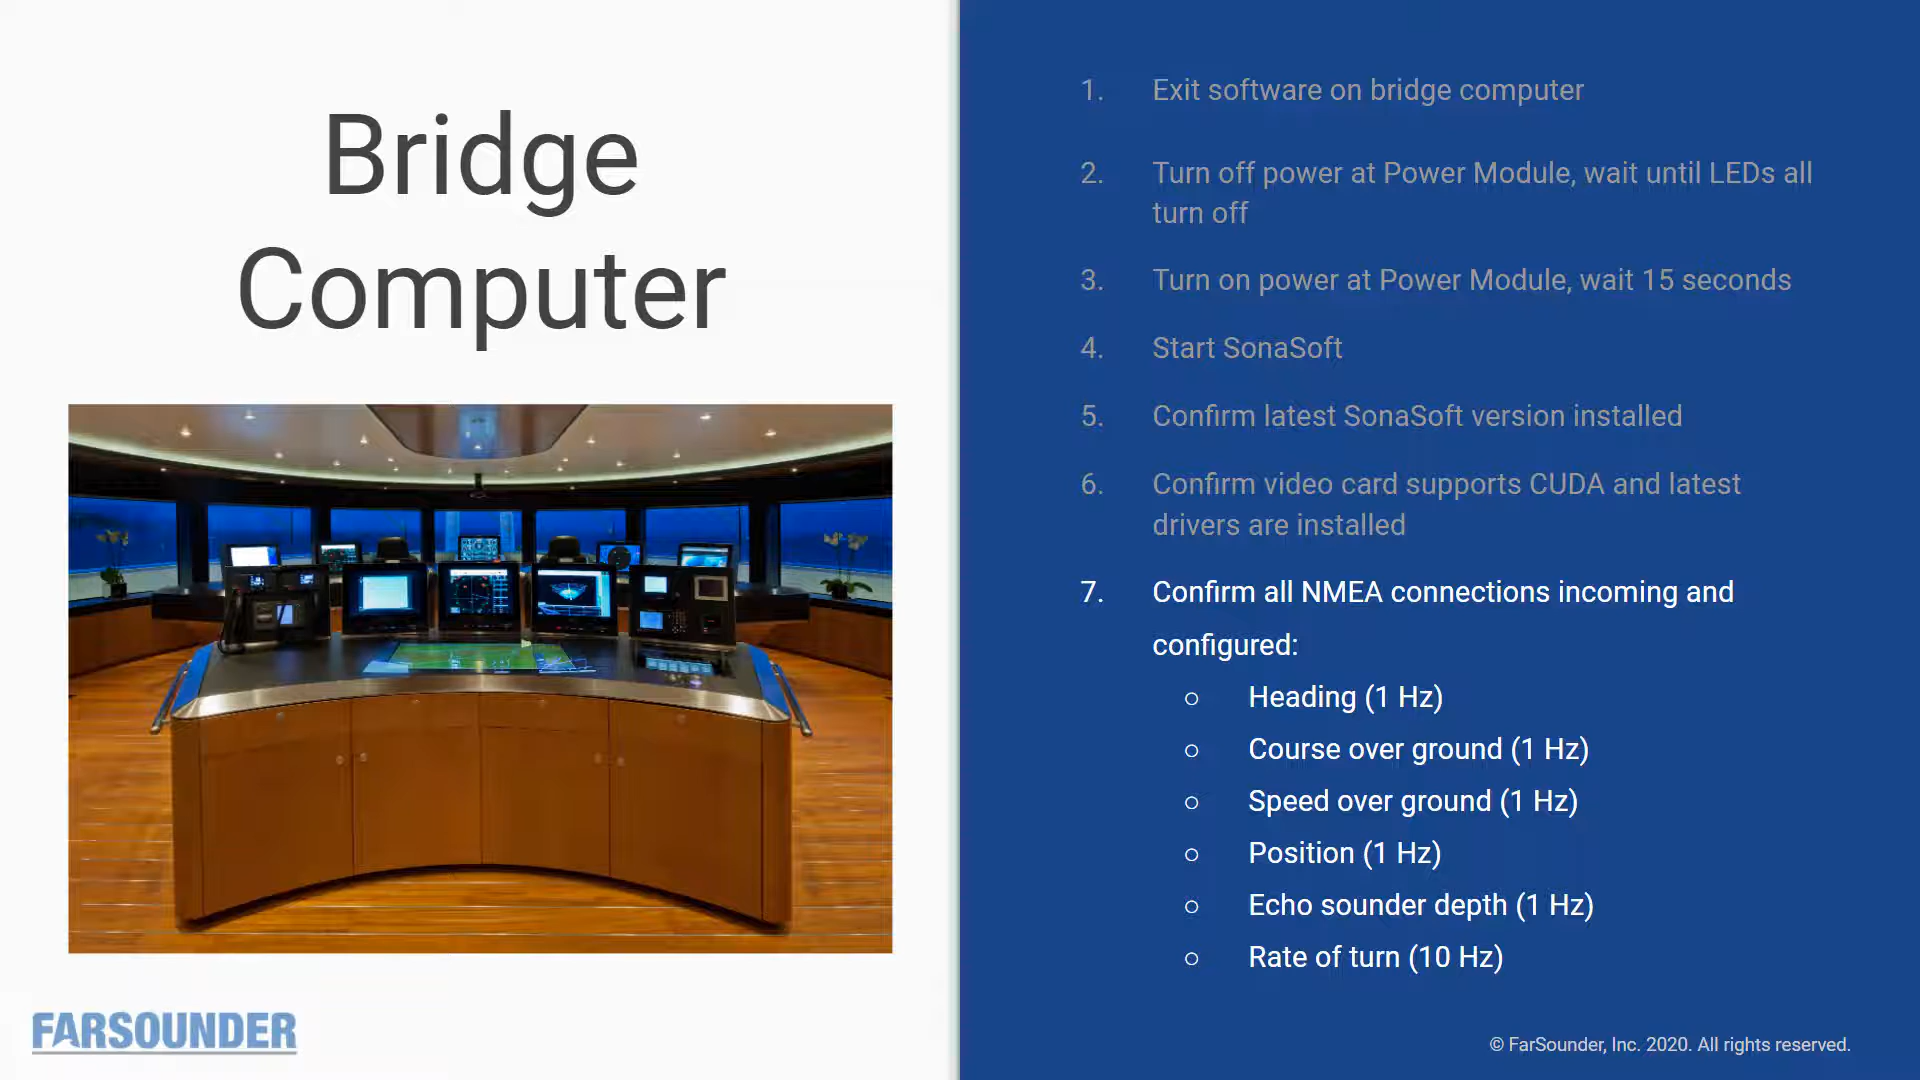 Bridge
Computer
FARSOUNDER
1. Exit software on bridge computer
2. Turn off power at Power Module, wait until LEDs all
turn off
3. Turn on power at Power Module, wait 15 seconds
4. Start SonaSoft
5. Confirm latest SonaSoft version installed
6. Confirm video card supports CUDA and latest
drivers are installed
7. Confirm all NMEA connections incoming and
configured:
○ Heading (1 Hz)
○ Course over ground (1 Hz)
○ Speed over ground (1 Hz)
○ Position (1 Hz)
○ Echo sounder depth (1 Hz)
○ Rate of turn (10 Hz)
© FarSounder, Inc. 2020. All rights reserved.